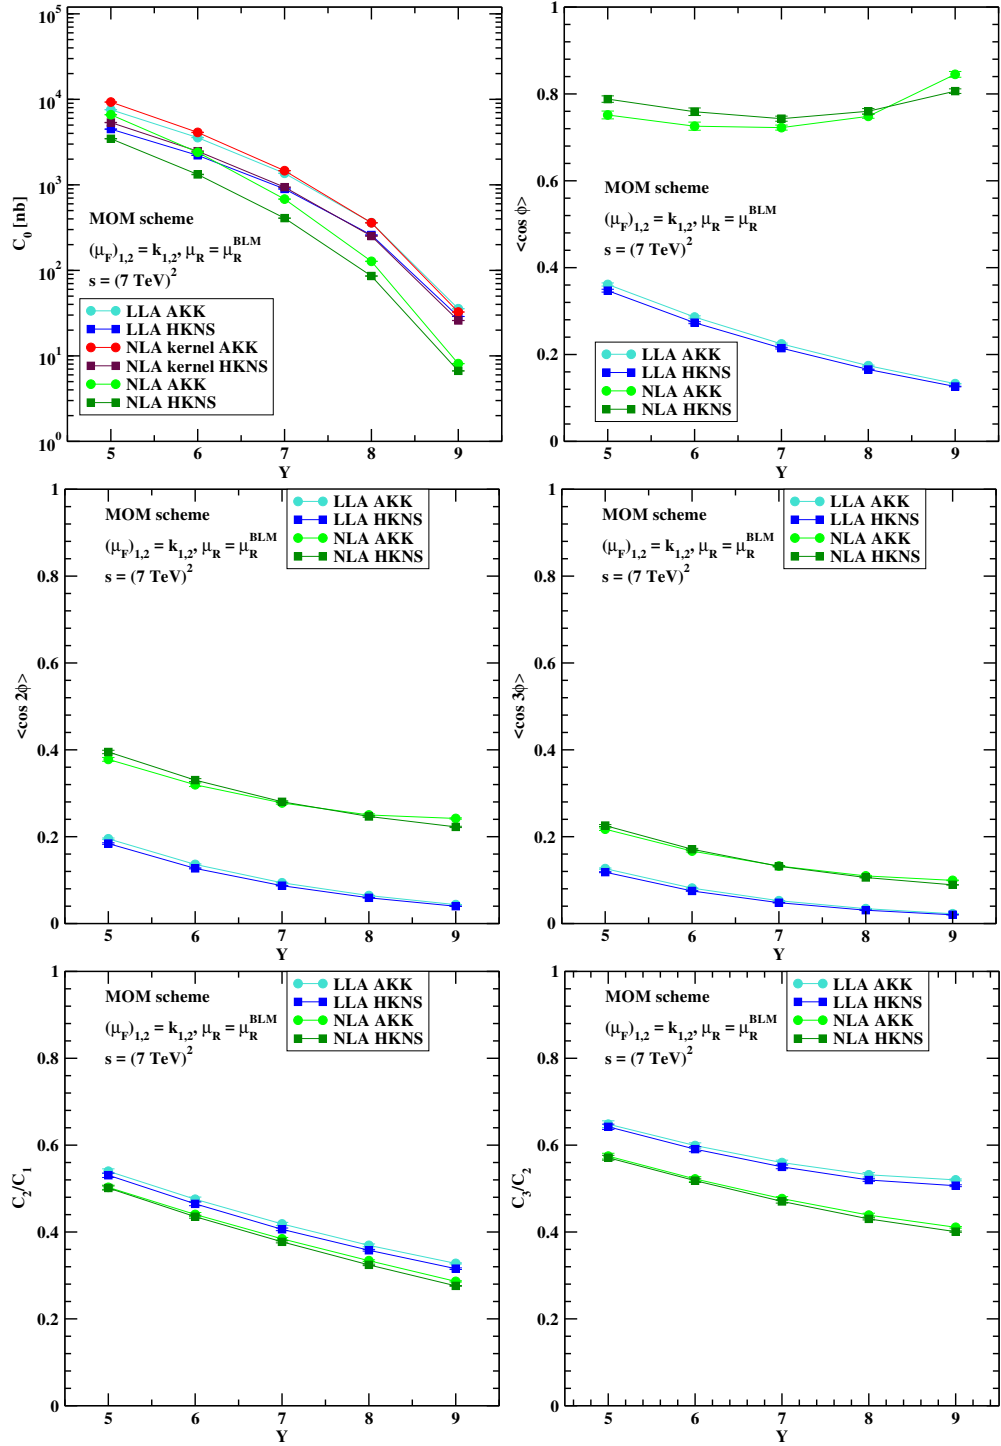 10^5
10^4
10^3
10^2
10^1
10^0
C_0 [nb]
MOM scheme
(μ_F)_{1,2} = k_{1,2}, μ_R = μ_R^{BLM}
s = (7 TeV)^2
LLA AKK
LLA HKNS
NLA kernel AKK
NLA kernel HKNS
NLA AKK
NLA HKNS
5 6 7 8 9
Y
1
0.8
0.6
0.4
0.2
0
<cos ϕ>
MOM scheme
(μ_F)_{1,2} = k_{1,2}, μ_R = μ_R^{BLM}
s = (7 TeV)^2
LLA AKK
LLA HKNS
NLA AKK
NLA HKNS
5 6 7 8 9
Y
1
0.8
0.6
0.4
0.2
0
<cos 2ϕ>
MOM scheme
(μ_F)_{1,2} = k_{1,2}, μ_R = μ_R^{BLM}
s = (7 TeV)^2
LLA AKK
LLA HKNS
NLA AKK
NLA HKNS
5 6 7 8 9
Y
1
0.8
0.6
0.4
0.2
0
<cos 3ϕ>
MOM scheme
(μ_F)_{1,2} = k_{1,2}, μ_R = μ_R^{BLM}
s = (7 TeV)^2
LLA AKK
LLA HKNS
NLA AKK
NLA HKNS
5 6 7 8 9
Y
1
0.8
0.6
0.4
0.2
0
C_2/C_1
MOM scheme
(μ_F)_{1,2} = k_{1,2}, μ_R = μ_R^{BLM}
s = (7 TeV)^2
LLA AKK
LLA HKNS
NLA AKK
NLA HKNS
5 6 7 8 9
Y
1
0.8
0.6
0.4
0.2
0
C_3/C_2
MOM scheme
(μ_F)_{1,2} = k_{1,2}, μ_R = μ_R^{BLM}
s = (7 TeV)^2
LLA AKK
LLA HKNS
NLA AKK
NLA HKNS
5 6 7 8 9
Y